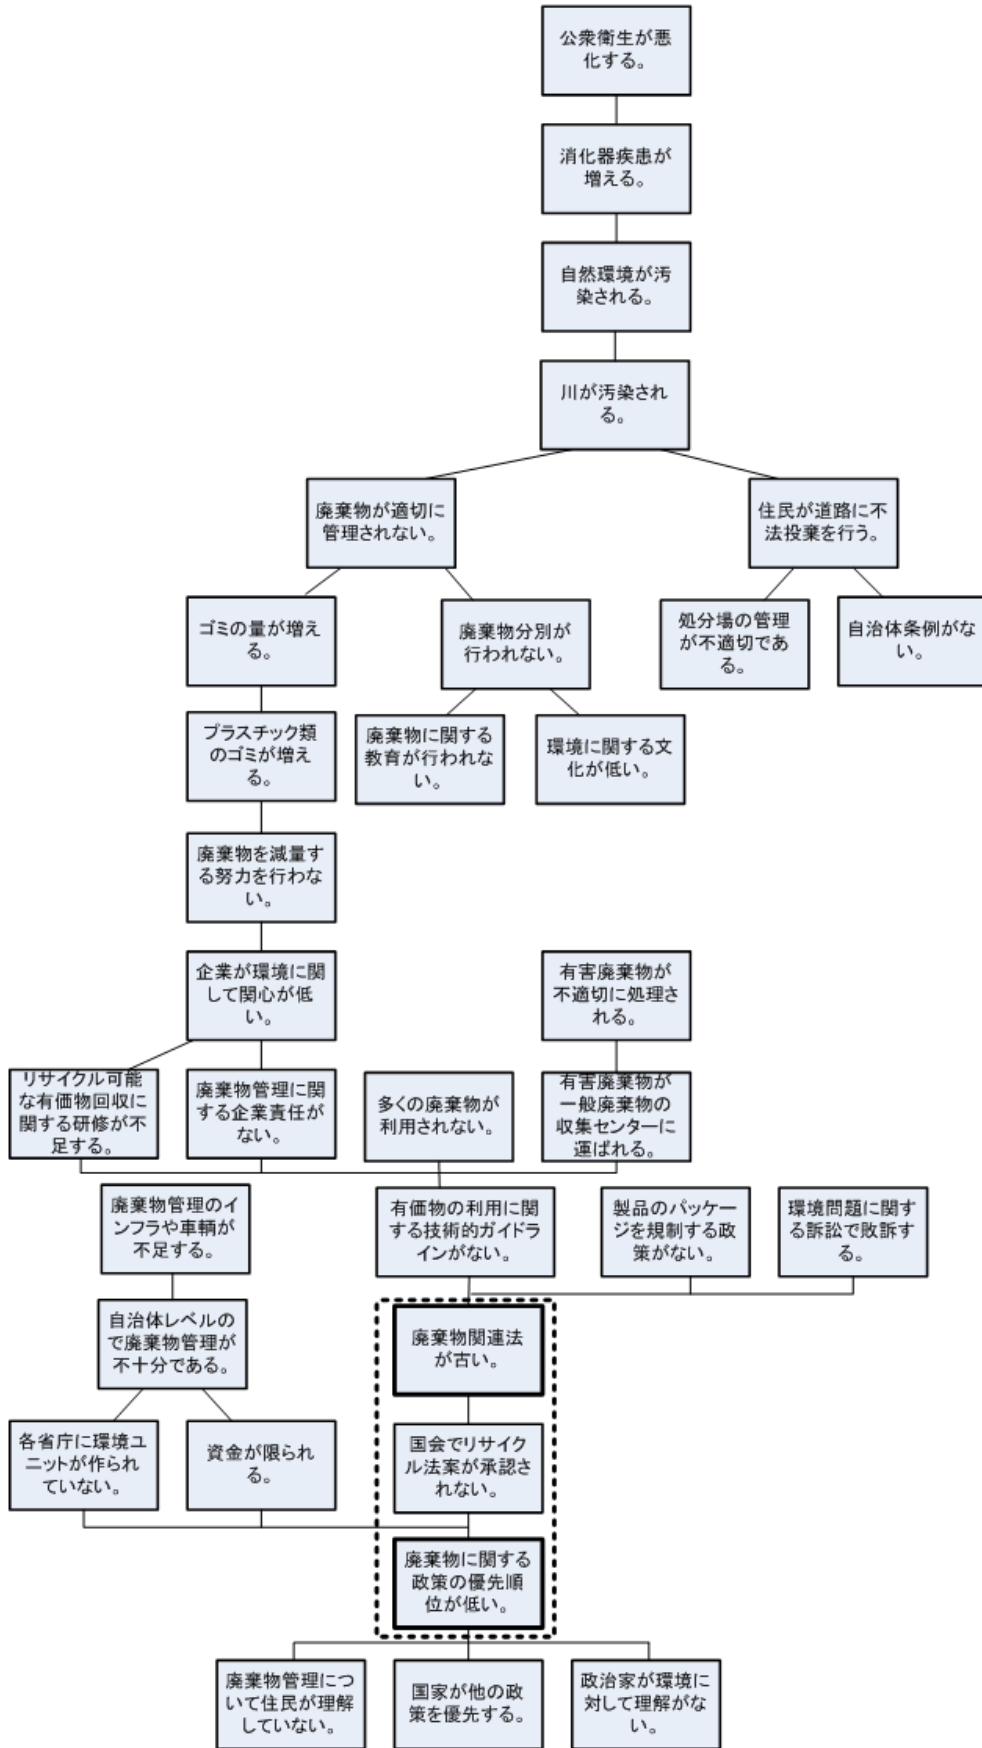 公衆衛生が悪
化する。
消化器疾患が
増える。
自然環境が汚
染される。
川が汚染され
る。
廃棄物が適切に
管理されない。
住民が道路に不
法投棄を行う。
ゴミの量が増え
る。
廃棄物分別が
行われない。
処分場の管理
が不適切であ
る。
自治体条例がな
い。
プラスチック類
のゴミが増え
る。
廃棄物に関する
教育が行われな
い。
環境に関する文
化が低い。
廃棄物を減量す
る努力を行わな
い。
企業が環境に関
して関心が低
い。
有害廃棄物が
不適切に処理さ
れる。
リサイクル可能
な有価物回収に
関する研修が不
足する。
廃棄物管理に関
する企業責任が
ない。
多くの廃棄物が
利用されない。
有害廃棄物が
一般廃棄物の
収集センターに
運ばれる。
廃棄物管理のイ
ンフラや車輌が
不足する。
有価物の利用に関
する技術的ガイドラ
インがない。
製品のパッケー
ジを規制する政
策がない。
環境問題に関す
る訴訟で敗訴す
る。
自治体レベルの
で廃棄物管理が
不十分である。
廃棄物関連法
が古い。
各省庁に環境ユ
ニットが作られ
ていない。
資金が限られ
る。
国会でリサイク
ル法案が承認さ
れない。
廃棄物に関する
政策の優先順
位が低い。
廃棄物管理につ
いて住民が理解
していない。
国家が他の政
策を優先する。
政治家が環境に
対して理解がな
い。